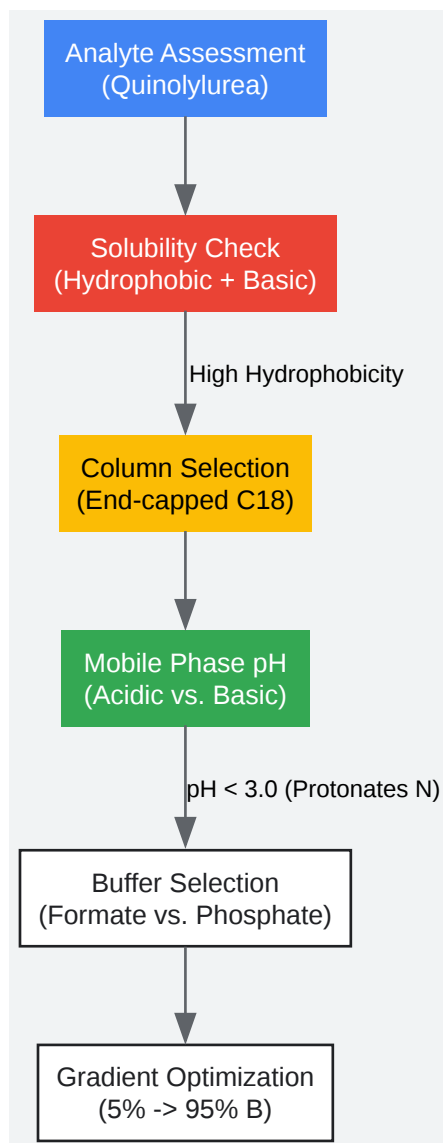 Analyte Assessment
(Quinolylurea)
Solubility Check
(Hydrophobic + Basic)
High Hydrophobicity
Column Selection
(End-capped C18)
Mobile Phase pH
(Acidic vs. Basic)
pH < 3.0 (Protonates N)
Buffer Selection
(Formate vs. Phosphate)
Gradient Optimization
(5% -> 95% B)